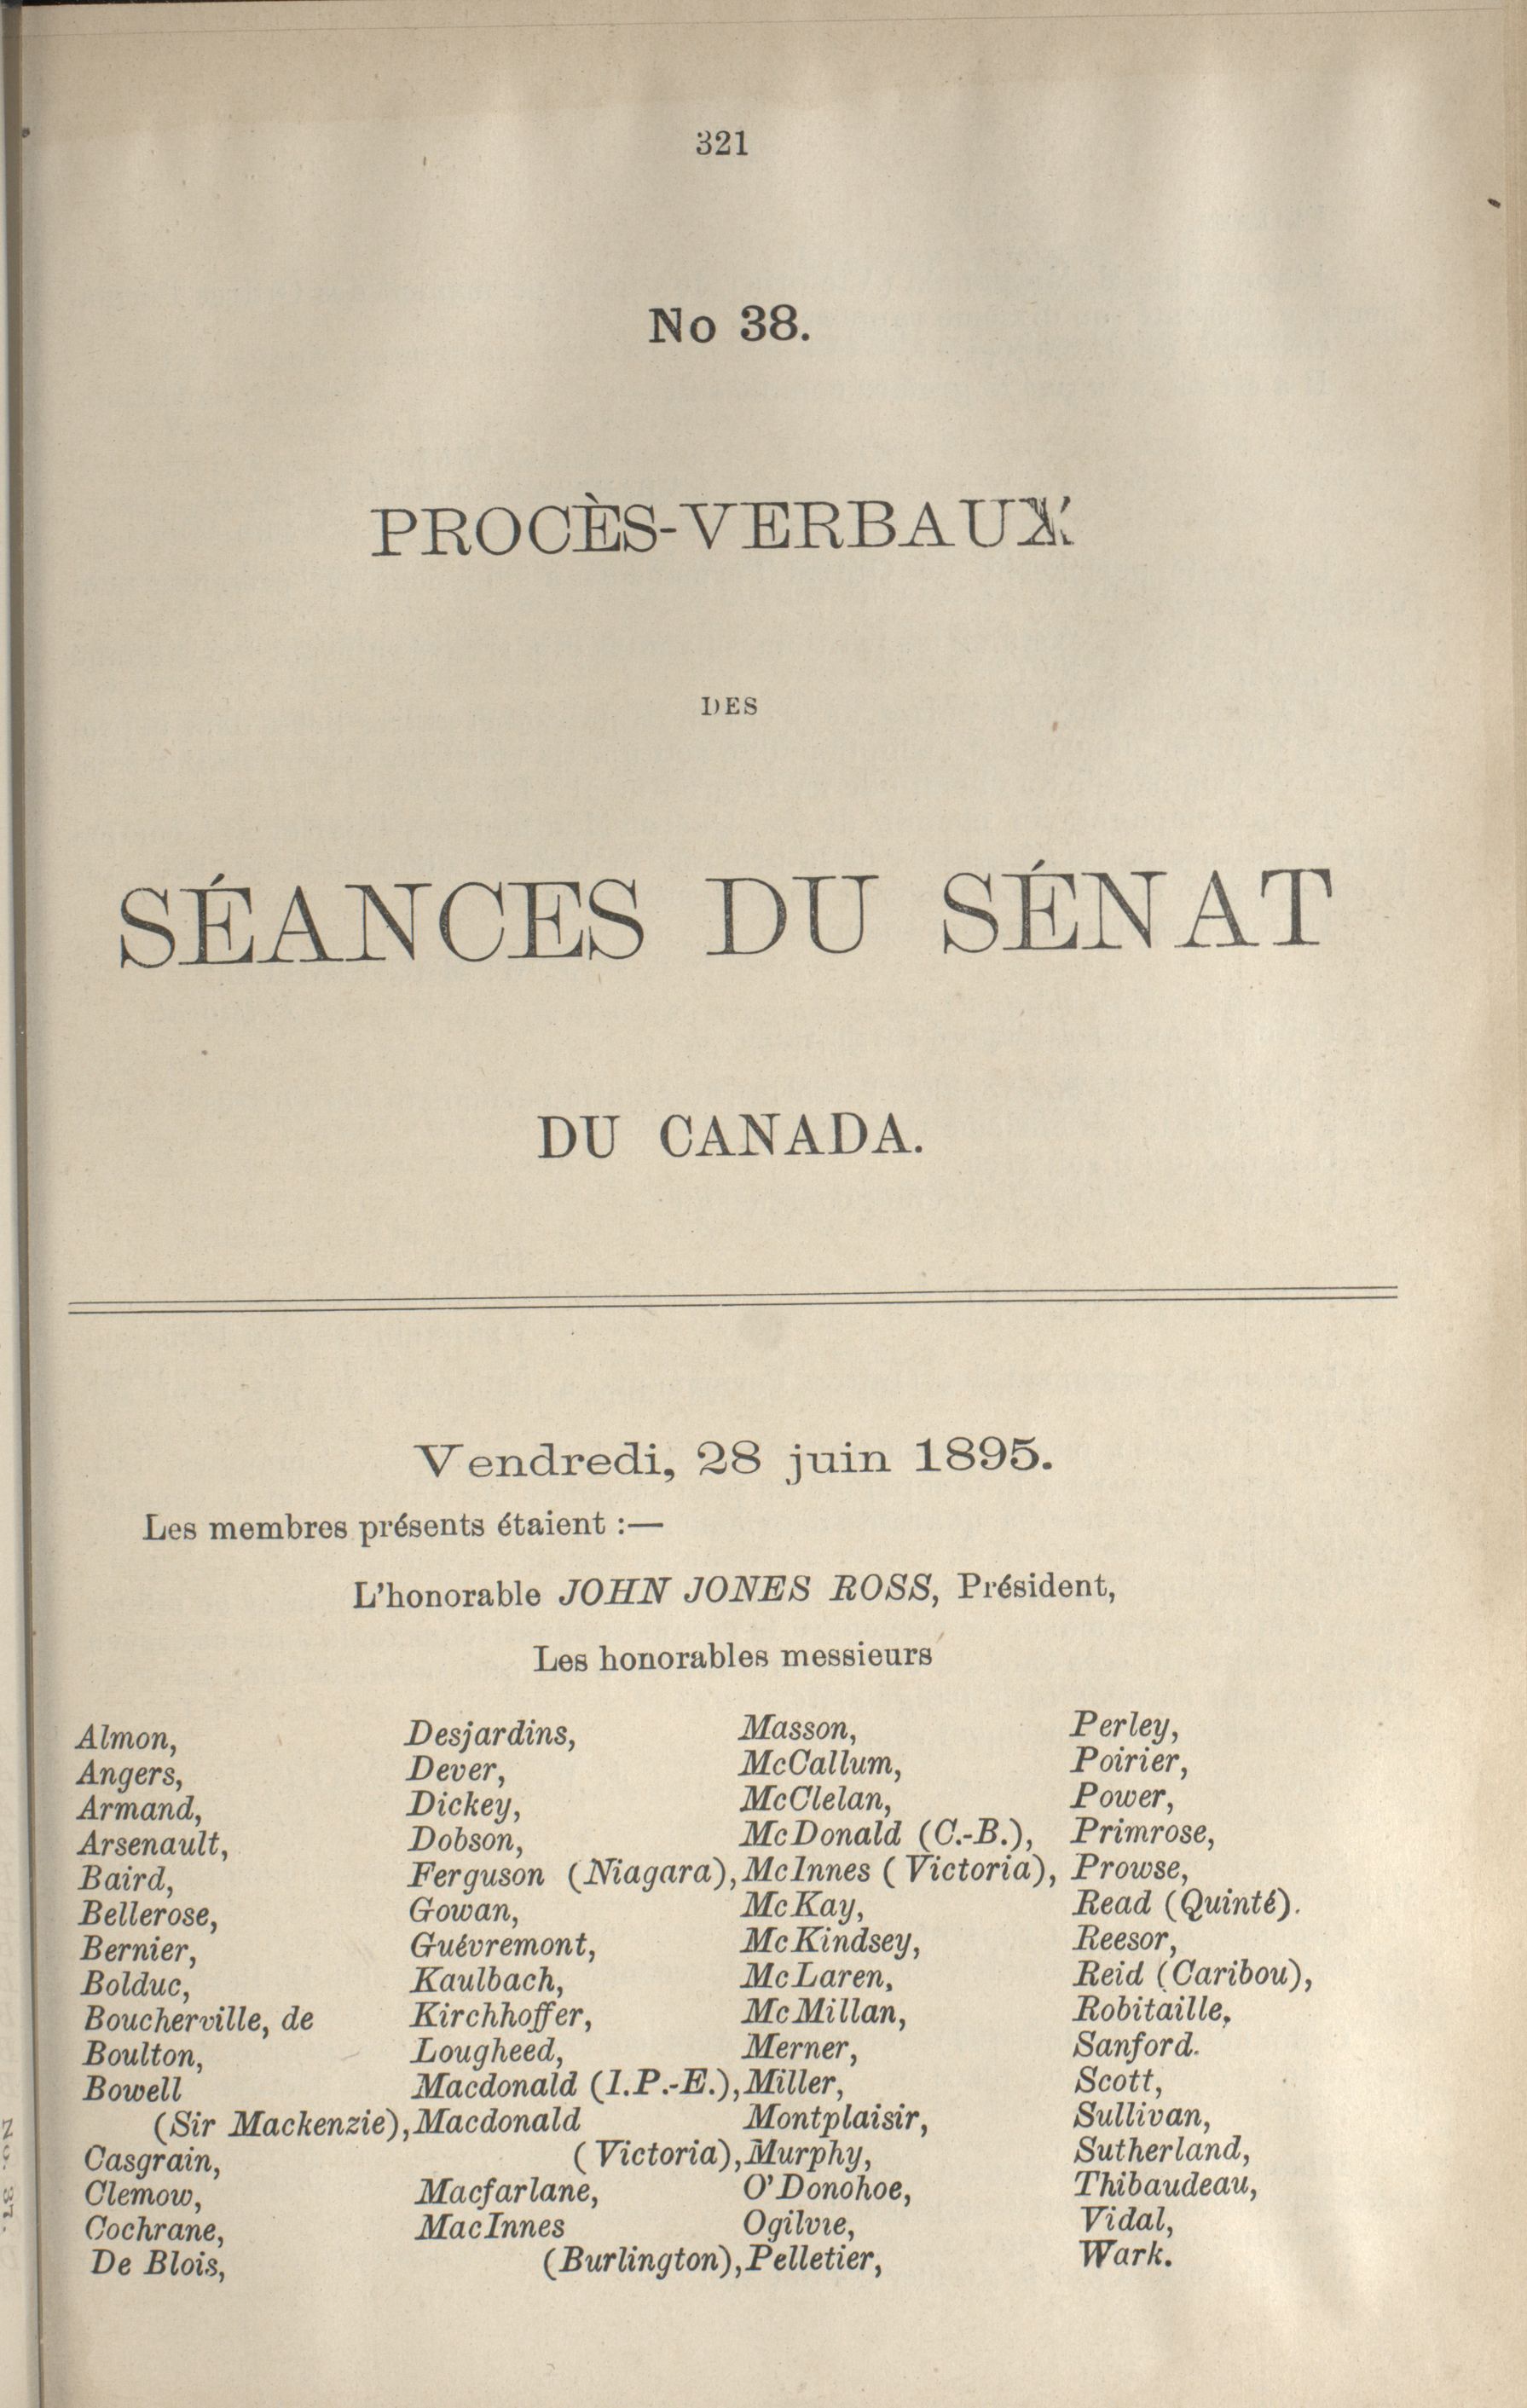 321
No 38.
PROCÈS-VERBAUX
DES
SÉANCES DU SÉNAT
DU CANADA.
Vendredi, 28 juin 1895.
Les membres présents étaient :—
L'honorable JOHN JONES ROSS, Président,
Les honorables messieurs
Almon,
Angers,
Armand,
Arsenault,
Baird,
Bellerose,
Bernier,
Bolduc,
Boucherville, de
Boulton,
Bowell
(Sir Mackenzie),
Casgrain,
Clemow,
Cochrane,
De Blois,
Desjardins,
Dever,
Dickey,
Dobson,
Ferguson (Niagara),
Gowan,
Guévremont,
Kaulbach,
Kirchhoffer,
Lougheed,
Macdonald (I.P.-E.),
Macdonald
(Victoria),
Macfarlane,
MacInnes
(Burlington),
Masson,
McCallum,
McClelan,
McDonald (C.-B.),
McInnes (Victoria),
McKay,
McKindsey,
McLaren,
McMillan,
Merner,
Miller,
Montplaisir,
Murphy,
O'Donohoe,
Ogilvie,
Pelletier,
Perley,
Poirier,
Power,
Primrose,
Prowse,
Read (Quinté).
Reesor,
Reid (Caribou),
Robitaille,
Sanford.
Scott,
Sullivan,
Sutherland,
Thibaudeau,
Vidal,
Wark.